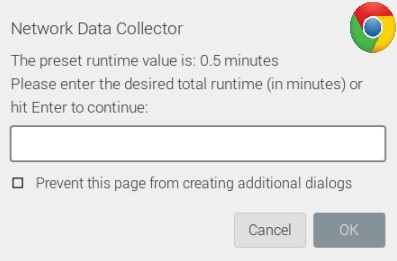 Network Data Collector
The preset runtime value is: 0.5 minutes
Please enter the desired total runtime (in minutes) or
hit Enter to continue:
Prevent this page from creating additional dialogs
Cancel
OK